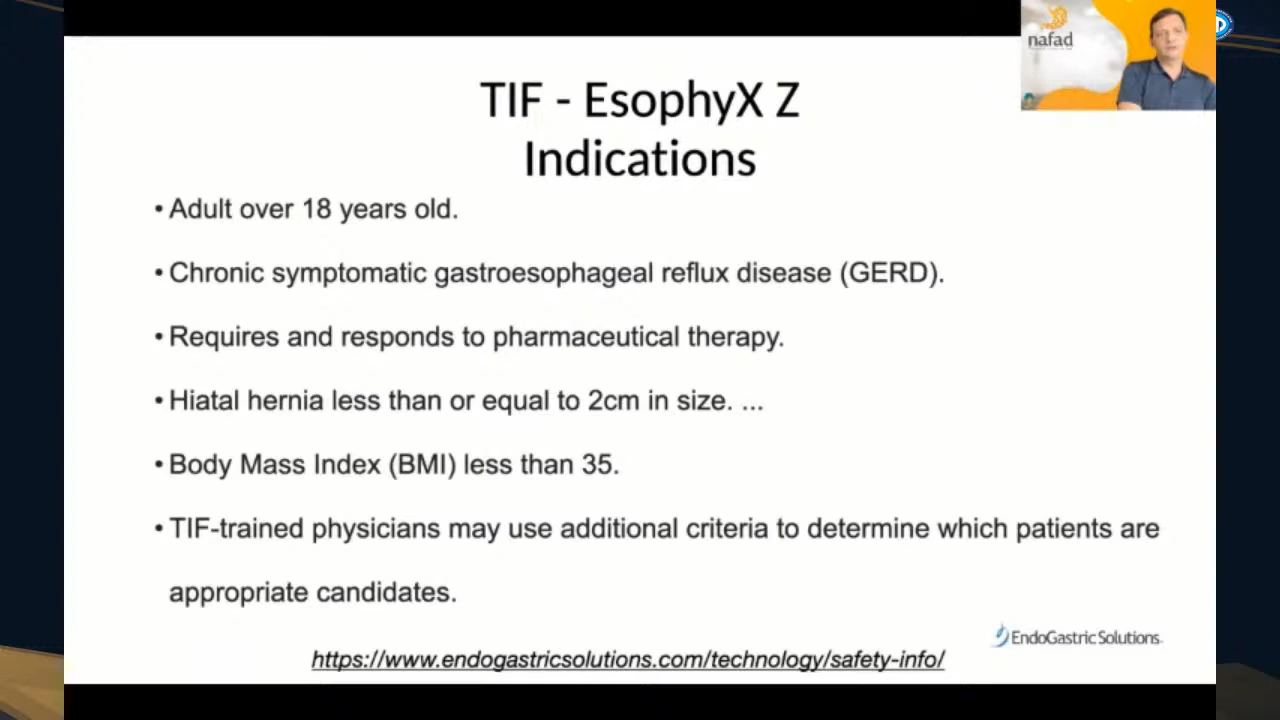 nafad
TIF - EsophyX Z
Indications
• Adult over 18 years old.
• Chronic symptomatic gastroesophageal reflux disease (GERD).
• Requires and responds to pharmaceutical therapy.
• Hiatal hernia less than or equal to 2cm in size. ...
• Body Mass Index (BMI) less than 35.
• TIF-trained physicians may use additional criteria to determine which patients are
appropriate candidates.
EndoGastric Solutions
https://www.endogastricsolutions.com/technology/safety-info/